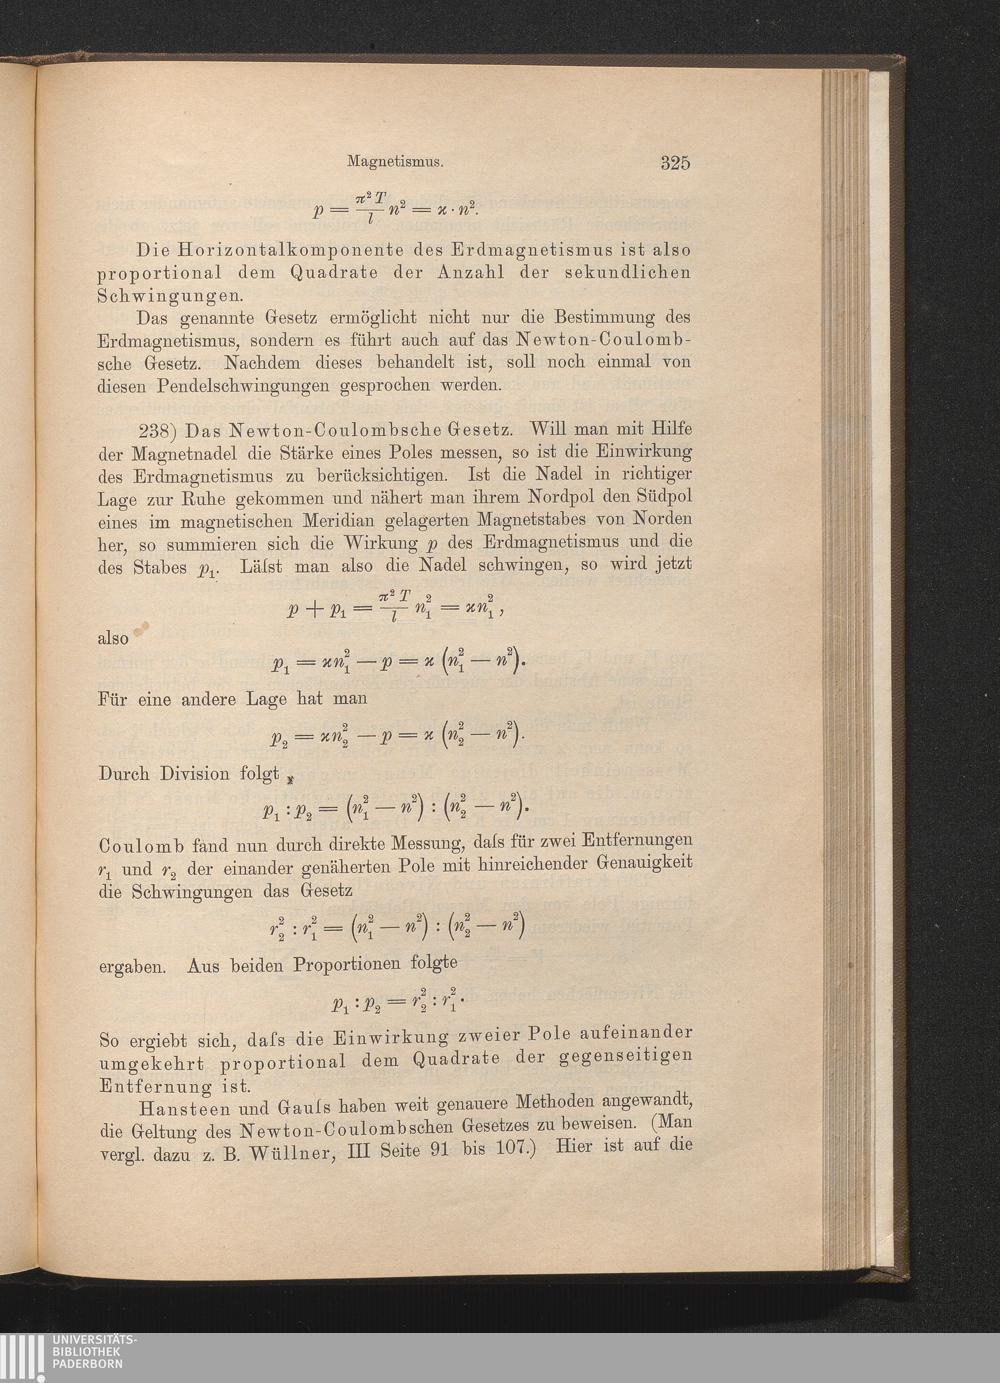 Magnetismus. 325
p = π² T / l n² = ϰ · n².
Die Horizontalkomponente des Erdmagnetismus ist also
proportional dem Quadrate der Anzahl der sekundlichen
Schwingungen.
Das genannte Gesetz ermöglicht nicht nur die Bestimmung des
Erdmagnetismus, sondern es führt auch auf das Newton-Coulomb-
sche Gesetz. Nachdem dieses behandelt ist, soll noch einmal von
diesen Pendelschwingungen gesprochen werden.
238) Das Newton-Coulombsche Gesetz. Will man mit Hilfe
der Magnetnadel die Stärke eines Poles messen, so ist die Einwirkung
des Erdmagnetismus zu berücksichtigen. Ist die Nadel in richtiger
Lage zur Ruhe gekommen und nähert man ihrem Nordpol den Südpol
eines im magnetischen Meridian gelagerten Magnetstabes von Norden
her, so summieren sich die Wirkung p des Erdmagnetismus und die
des Stabes p₁. Läſst man also die Nadel schwingen, so wird jetzt
p + p₁ = π² T / l n₁² = ϰn₁²,
also
p₁ = ϰn₁² — p = ϰ (n₁² — n²).
Für eine andere Lage hat man
p₂ = ϰn₂² — p = ϰ (n₂² — n²).
Durch Division folgt
p₁ : p₂ = (n₁² — n²) : (n₂² — n²).
Coulomb fand nun durch direkte Messung, daſs für zwei Entfernungen
r₁ und r₂ der einander genäherten Pole mit hinreichender Genauigkeit
die Schwingungen das Gesetz
r₂² : r₁² = (n₁² — n²) : (n₂² — n²)
ergaben. Aus beiden Proportionen folgte
p₁ : p₂ = r₂² : r₁².
So ergiebt sich, daſs die Einwirkung zweier Pole aufeinander
umgekehrt proportional dem Quadrate der gegenseitigen
Entfernung ist.
Hansteen und Gauſs haben weit genauere Methoden angewandt,
die Geltung des Newton-Coulombschen Gesetzes zu beweisen. (Man
vergl. dazu z. B. Wüllner, III Seite 91 bis 107.) Hier ist auf die
UNIVERSITÄTS-
BIBLIOTHEK
PADERBORN